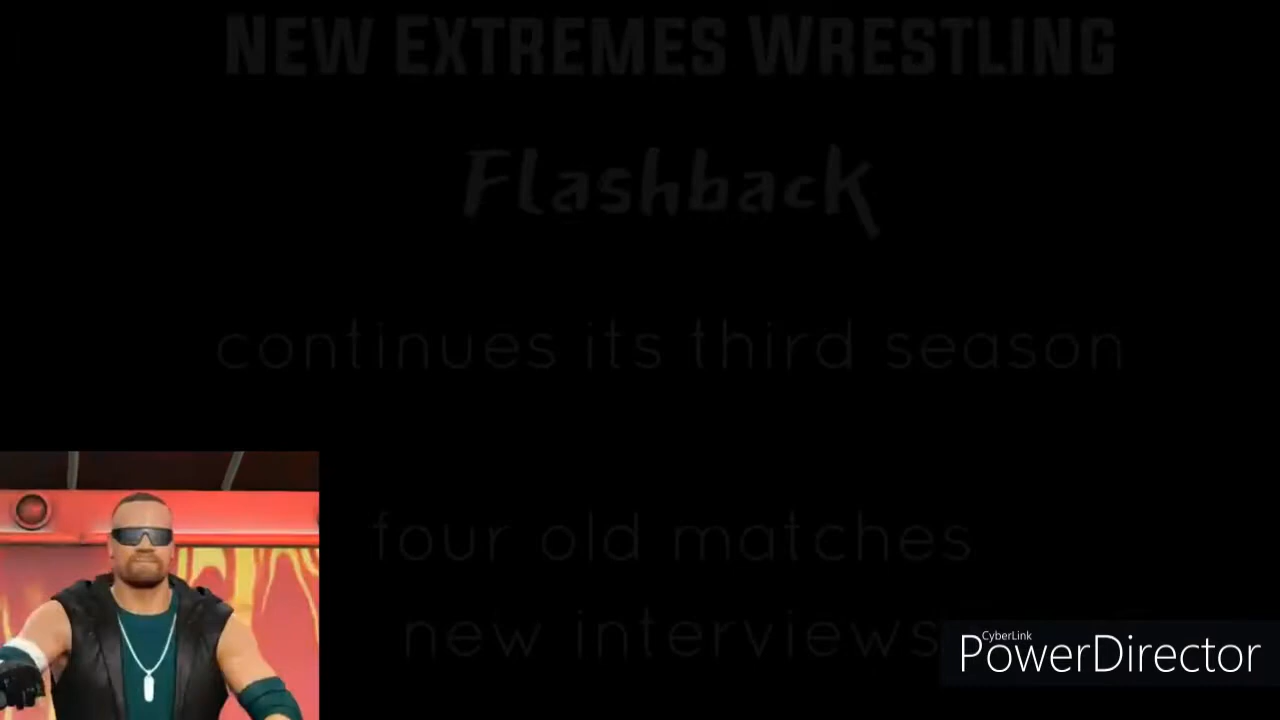 NEW EXTREMES WRESTLING
Flashback
continues its third season
four old matches
new interviews
CyberLink
PowerDirector